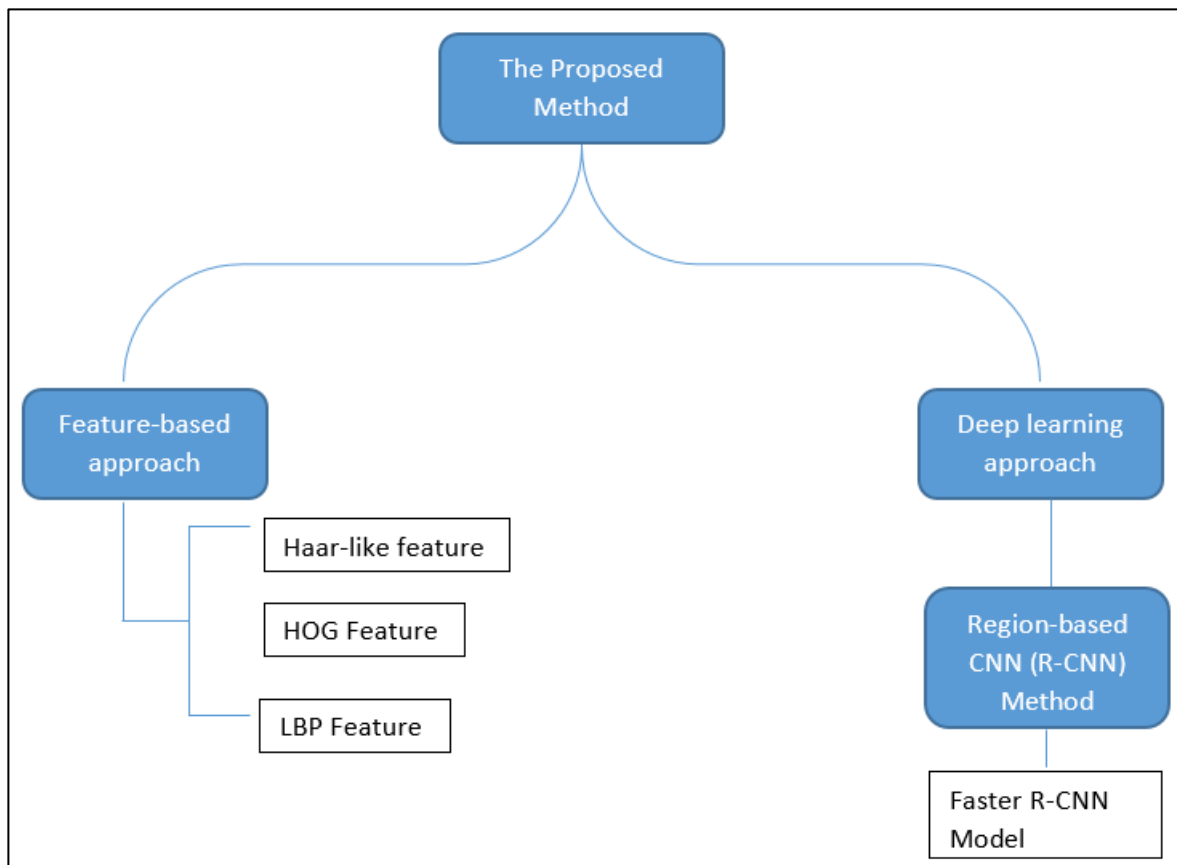 The Proposed
Method
Feature-based
approach
Deep learning
approach
Haar-like feature
HOG Feature
LBP Feature
Region-based
CNN (R-CNN)
Method
Faster R-CNN
Model